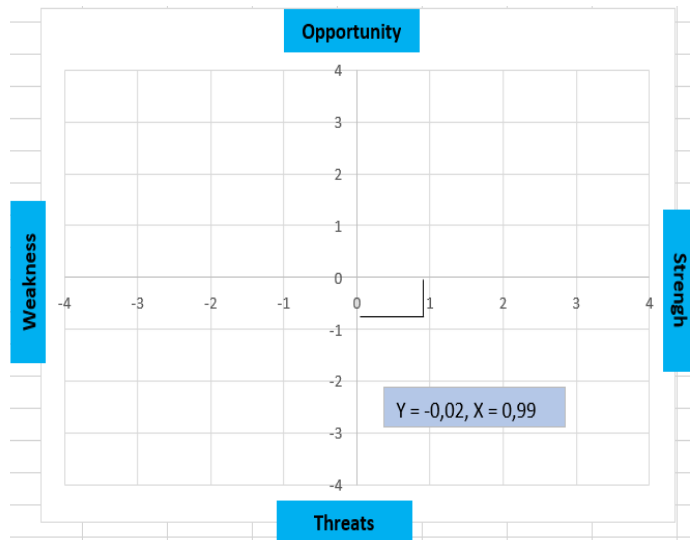 Opportunity
4
3
2
1
0
-4 -3 -2 -1 0 1 2 3 4
-1
-2
-3
-4
Weakness
Strengh
Y = -0,02, X = 0,99
Threats